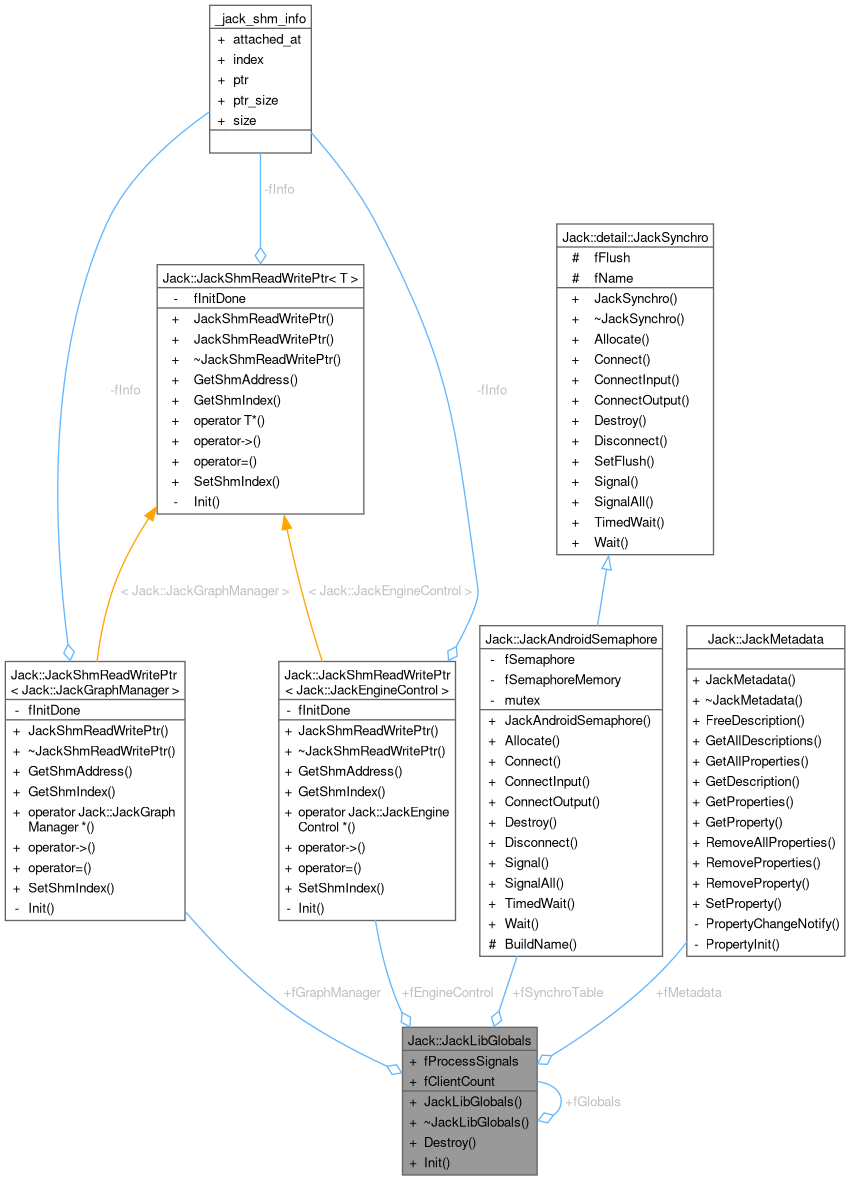 _jack_shm_info
+ attached_at
+ index
+ ptr
+ ptr_size
+ size
-fInfo
Jack::JackShmReadWritePtr< T >
- fInitDone
+ JackShmReadWritePtr()
+ JackShmReadWritePtr()
+ ~JackShmReadWritePtr()
+ GetShmAddress()
+ GetShmIndex()
+ operator T*()
+ operator->()
+ operator=()
+ SetShmIndex()
- Init()
Jack::detail::JackSynchro
# fFlush
# fName
+ JackSynchro()
+ ~JackSynchro()
+ Allocate()
+ Connect()
+ ConnectInput()
+ ConnectOutput()
+ Destroy()
+ Disconnect()
+ SetFlush()
+ Signal()
+ SignalAll()
+ TimedWait()
+ Wait()
-fInfo
-fInfo
< Jack::JackGraphManager >
< Jack::JackEngineControl >
Jack::JackShmReadWritePtr
< Jack::JackGraphManager >
- fInitDone
+ JackShmReadWritePtr()
+ ~JackShmReadWritePtr()
+ GetShmAddress()
+ GetShmIndex()
+ operator Jack::JackGraph
Manager *()
+ operator->()
+ operator=()
+ SetShmIndex()
- Init()
Jack::JackShmReadWritePtr
< Jack::JackEngineControl >
- fInitDone
+ JackShmReadWritePtr()
+ ~JackShmReadWritePtr()
+ GetShmAddress()
+ GetShmIndex()
+ operator Jack::JackEngine
Control *()
+ operator->()
+ operator=()
+ SetShmIndex()
- Init()
Jack::JackAndroidSemaphore
- fSemaphore
- fSemaphoreMemory
- mutex
+ JackAndroidSemaphore()
+ Allocate()
+ Connect()
+ ConnectInput()
+ ConnectOutput()
+ Destroy()
+ Disconnect()
+ Signal()
+ SignalAll()
+ TimedWait()
+ Wait()
# BuildName()
Jack::JackMetadata
+ JackMetadata()
+ ~JackMetadata()
+ FreeDescription()
+ GetAllDescriptions()
+ GetAllProperties()
+ GetDescription()
+ GetProperties()
+ GetProperty()
+ RemoveAllProperties()
+ RemoveProperties()
+ RemoveProperty()
+ SetProperty()
- PropertyChangeNotify()
- PropertyInit()
+fGraphManager
+fEngineControl
+fSynchroTable
+fMetadata
Jack::JackLibGlobals
+ fProcessSignals
+ fClientCount
+ JackLibGlobals()
+ ~JackLibGlobals()
+ Destroy()
+ Init()
+fGlobals